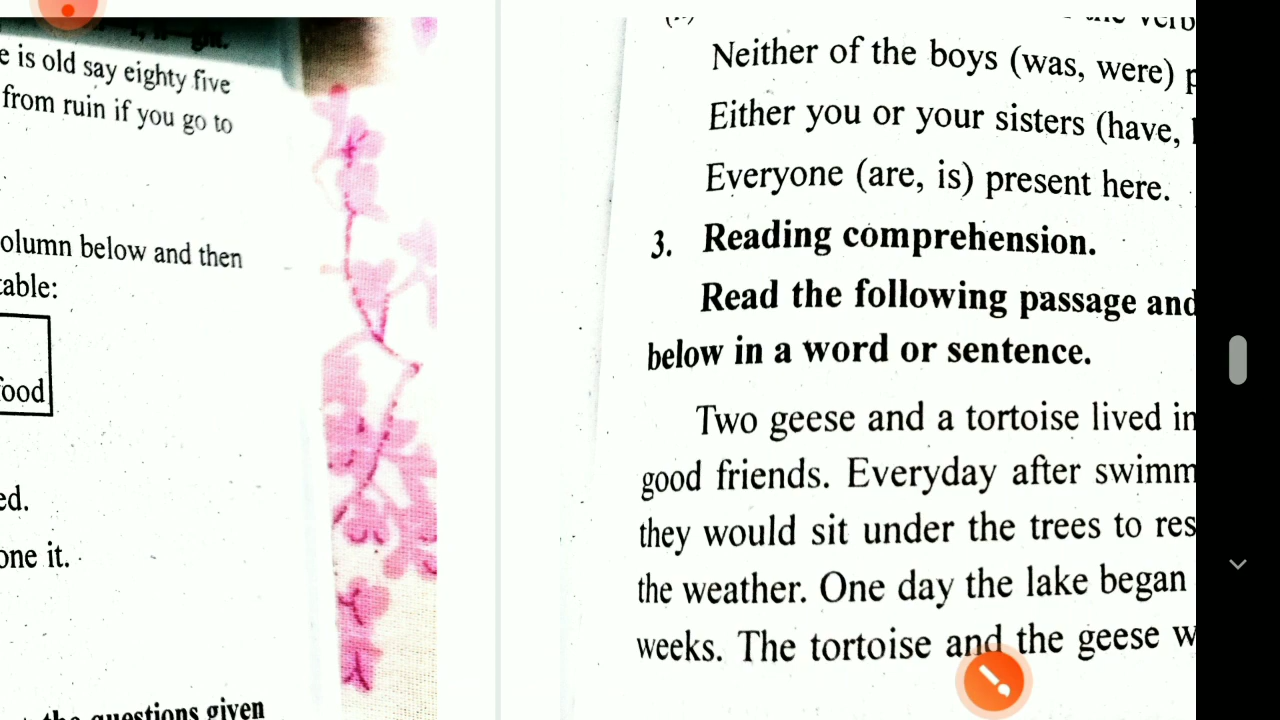 e is old say eighty five
from ruin if you go to
olumn below and then
table:
food
ed.
one it.
the questions given
the verb
Neither of the boys (was, were) p
Either you or your sisters (have,
Everyone (are, is) present here.
3. Reading comprehension.
Read the following passage and
below in a word or sentence.
Two geese and a tortoise lived in
good friends. Everyday after swimm
they would sit under the trees to res
the weather. One day the lake began
weeks. The tortoise and the geese w